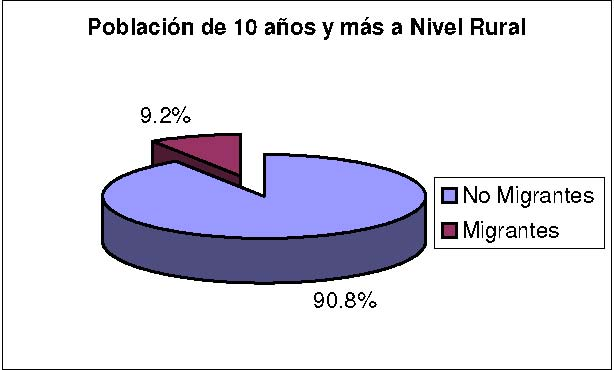 Población de 10 años y más a Nivel Rural
9.2%
No Migrantes
Migrantes
90.8%